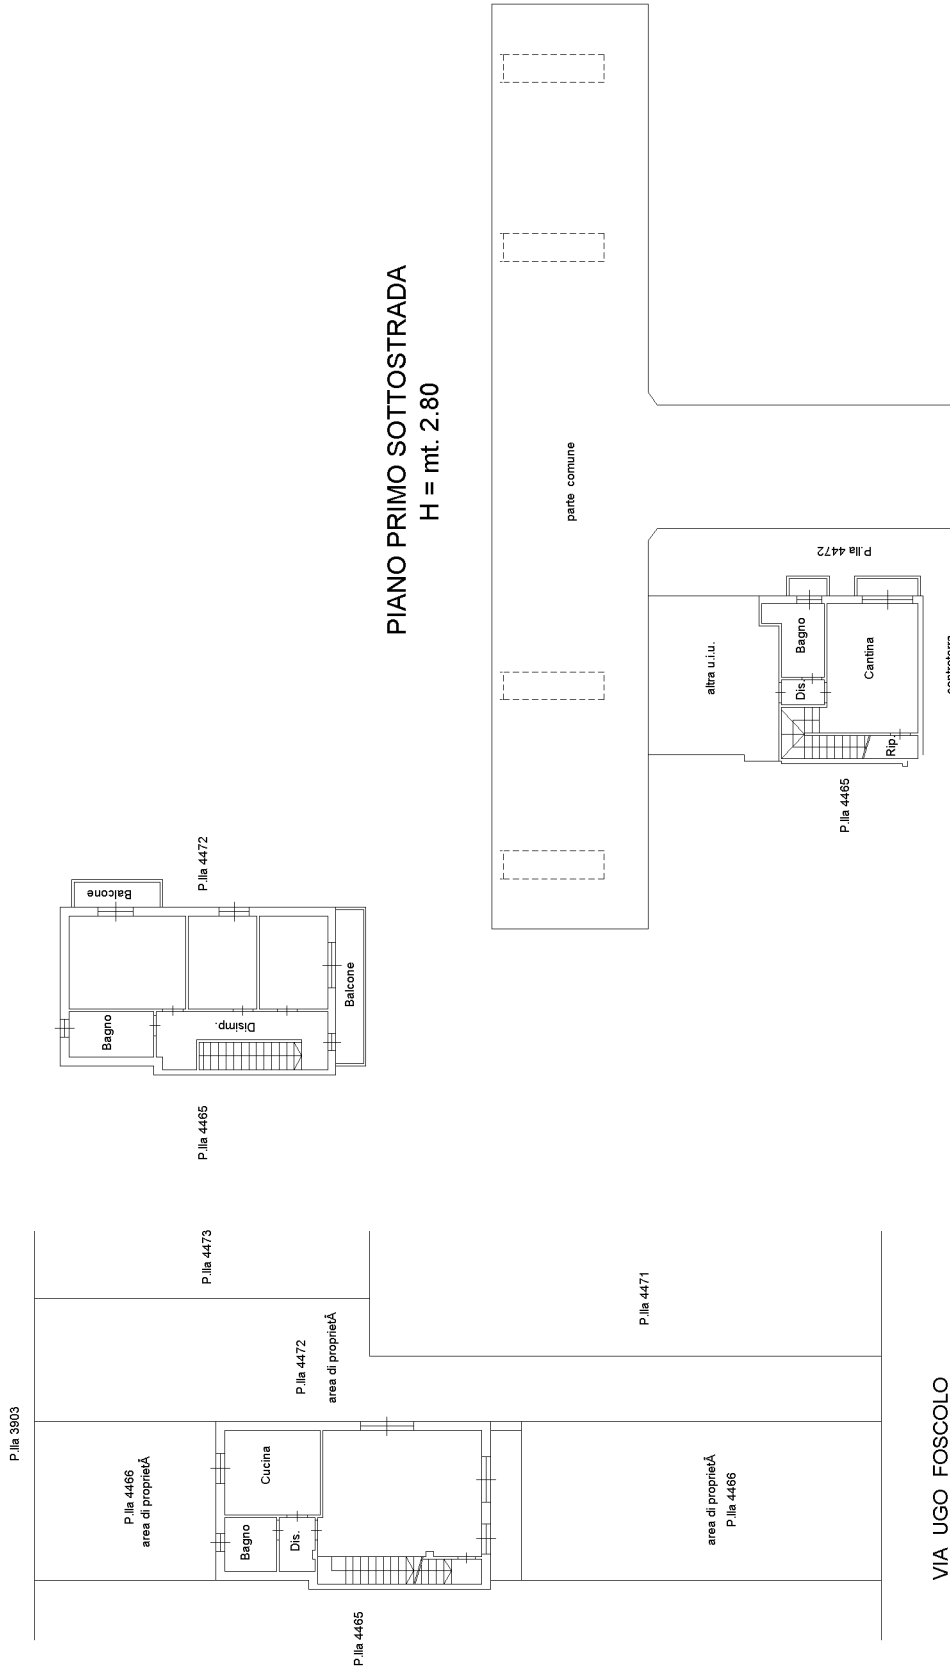 PIANO PRIMO SOTTOSTRADA
H = mt. 2.80
parte comune
P.lla 4472
altra u.i.u.
Bagno
Dis.
Cantina
Rip.
P.lla 4465
controterra
P.lla 4472
Balcone
Balcone
Bagno
Disimp.
P.lla 4465
P.lla 3903
P.lla 4473
P.lla 4472
area di proprietÃ
P.lla 4471
P.lla 4466
area di proprietÃ
Cucina
Bagno
Dis.
area di proprietÃ
P.lla 4466
P.lla 4465
VIA UGO FOSCOLO